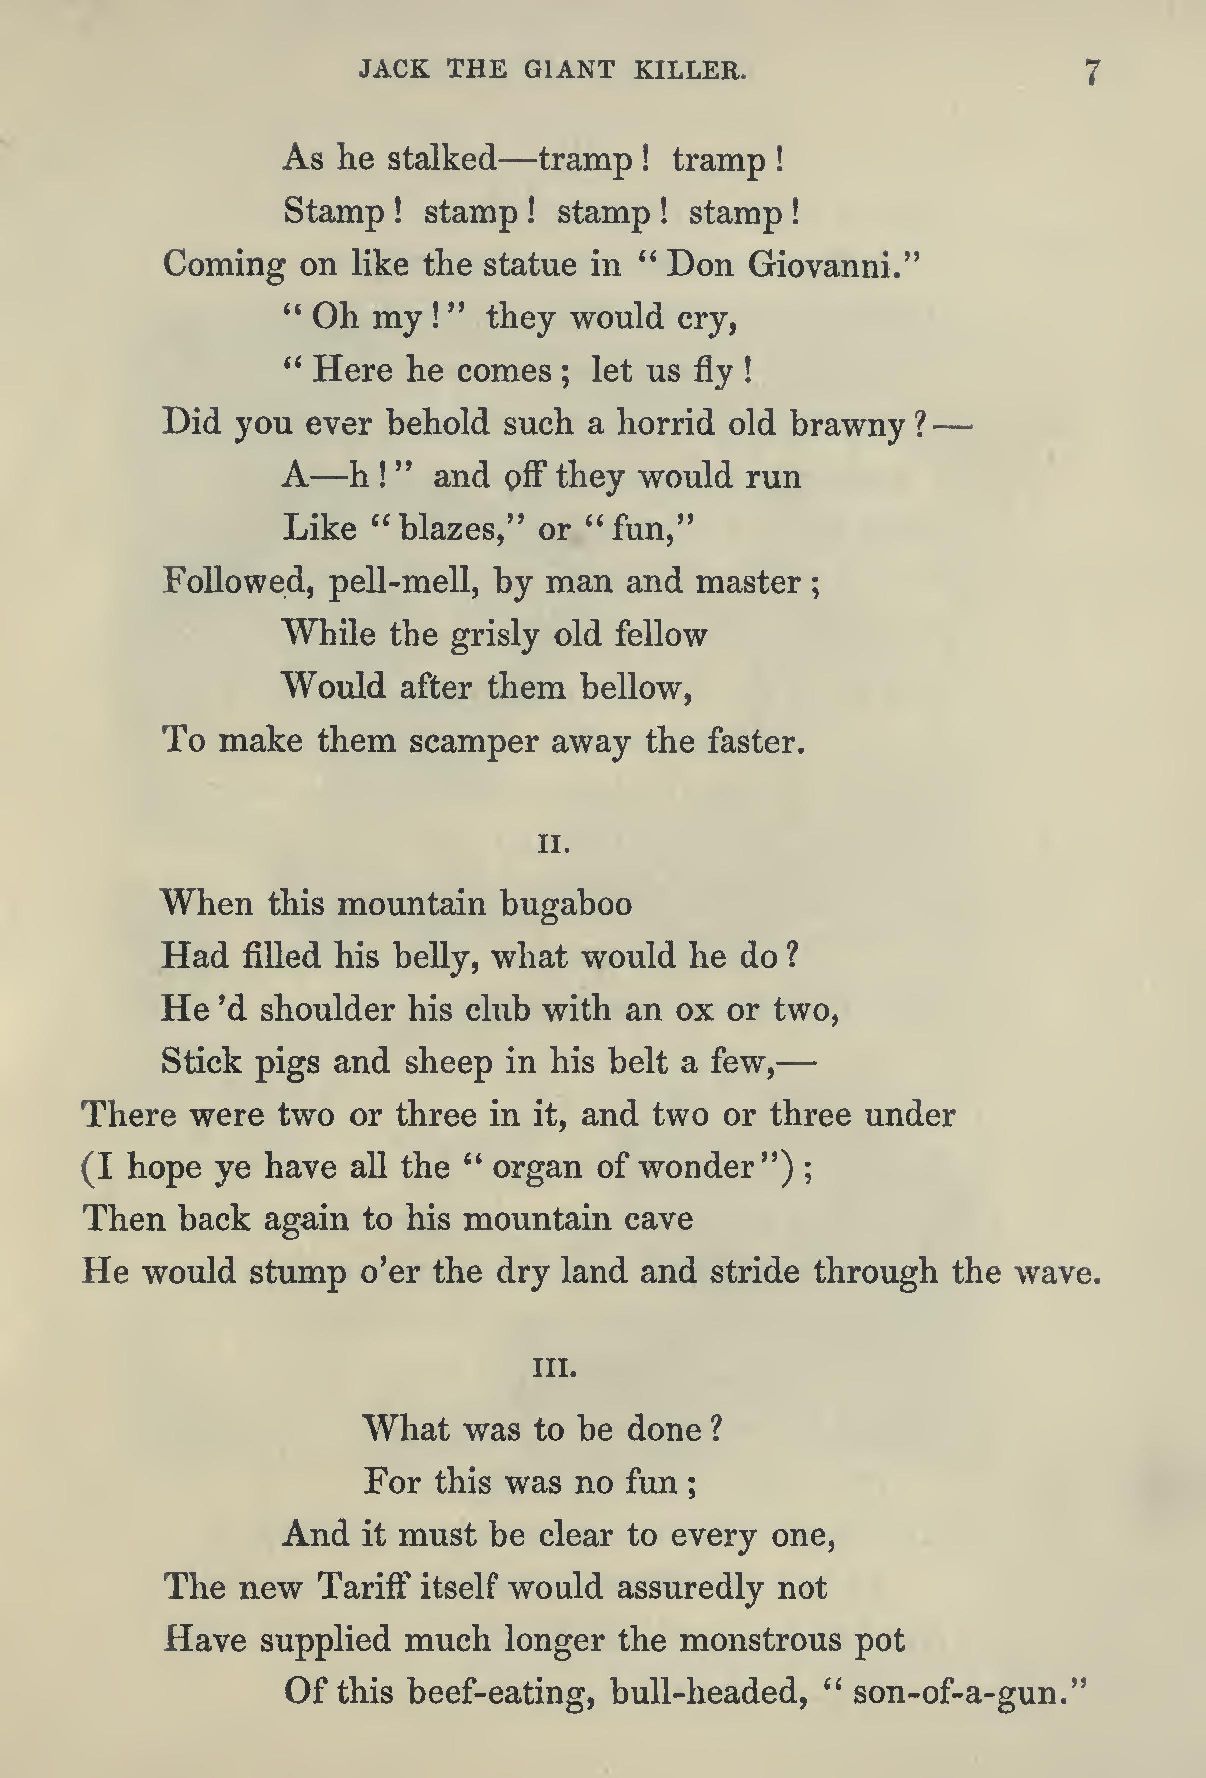 JACK THE GIANT KILLER. 7
As he stalked—tramp! tramp!
Stamp! stamp! stamp! stamp!
Coming on like the statue in "Don Giovanni."
"Oh my!" they would cry,
"Here he comes; let us fly!
Did you ever behold such a horrid old brawny?—
A—h!" and off they would run
Like "blazes," or "fun,"
Followed, pell-mell, by man and master;
While the grisly old fellow
Would after them bellow,
To make them scamper away the faster.
II.
When this mountain bugaboo
Had filled his belly, what would he do?
He'd shoulder his club with an ox or two,
Stick pigs and sheep in his belt a few,—
There were two or three in it, and two or three under
(I hope ye have all the "organ of wonder");
Then back again to his mountain cave
He would stump o'er the dry land and stride through the wave.
III.
What was to be done?
For this was no fun;
And it must be clear to every one,
The new Tariff itself would assuredly not
Have supplied much longer the monstrous pot
Of this beef-eating, bull-headed, "son-of-a-gun."